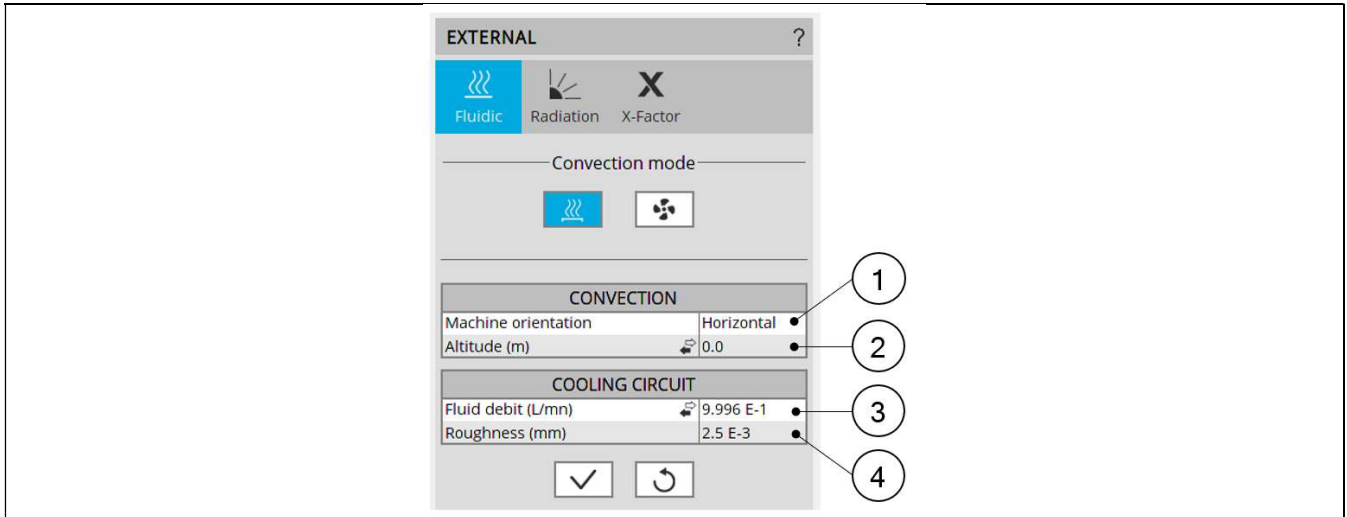 EXTERNAL ?
Fluidic Radiation X-Factor
Convection mode
CONVECTION
Machine orientation Horizontal
1
Altitude (m) 0.0
2
COOLING CIRCUIT
Fluid debit (L/mn) 9.996 E-1
3
Roughness (mm) 2.5 E-3
4